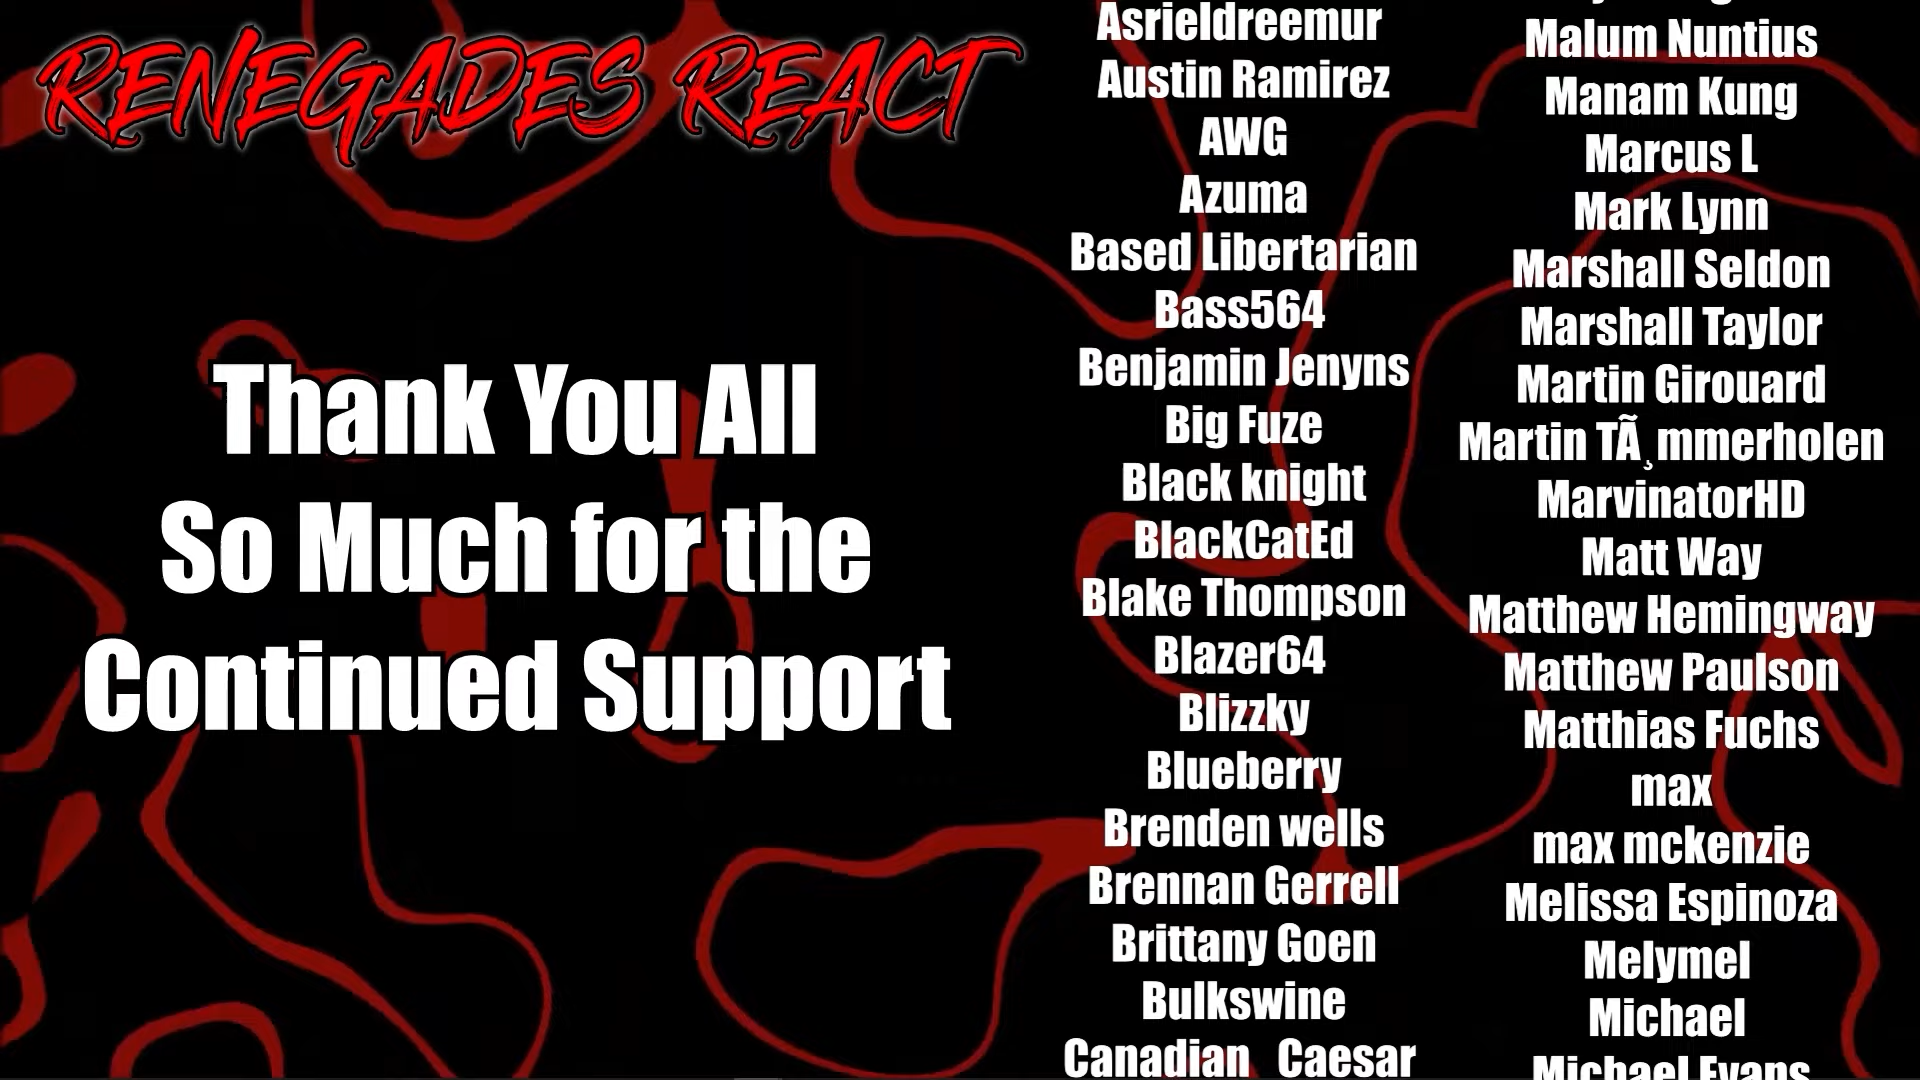 RENEGADES REACT
Thank You All
So Much for the
Continued Support
Asrieldreemur
Austin Ramirez
AWG
Azuma
Based Libertarian
Bass564
Benjamin Jenyns
Big Fuze
Black knight
BlackCatEd
Blake Thompson
Blazer64
Blizzky
Blueberry
Brenden wells
Brennan Gerrell
Brittany Goen
Bulkswine
Canadian_Caesar
Malum Nuntius
Manam Kung
Marcus L
Mark Lynn
Marshall Seldon
Marshall Taylor
Martin Girouard
Martin TÃ¸mmerholen
MarvinatorHD
Matt Way
Matthew Hemingway
Matthew Paulson
Matthias Fuchs
max
max mckenzie
Melissa Espinoza
Melymel
Michael
Michael Evans